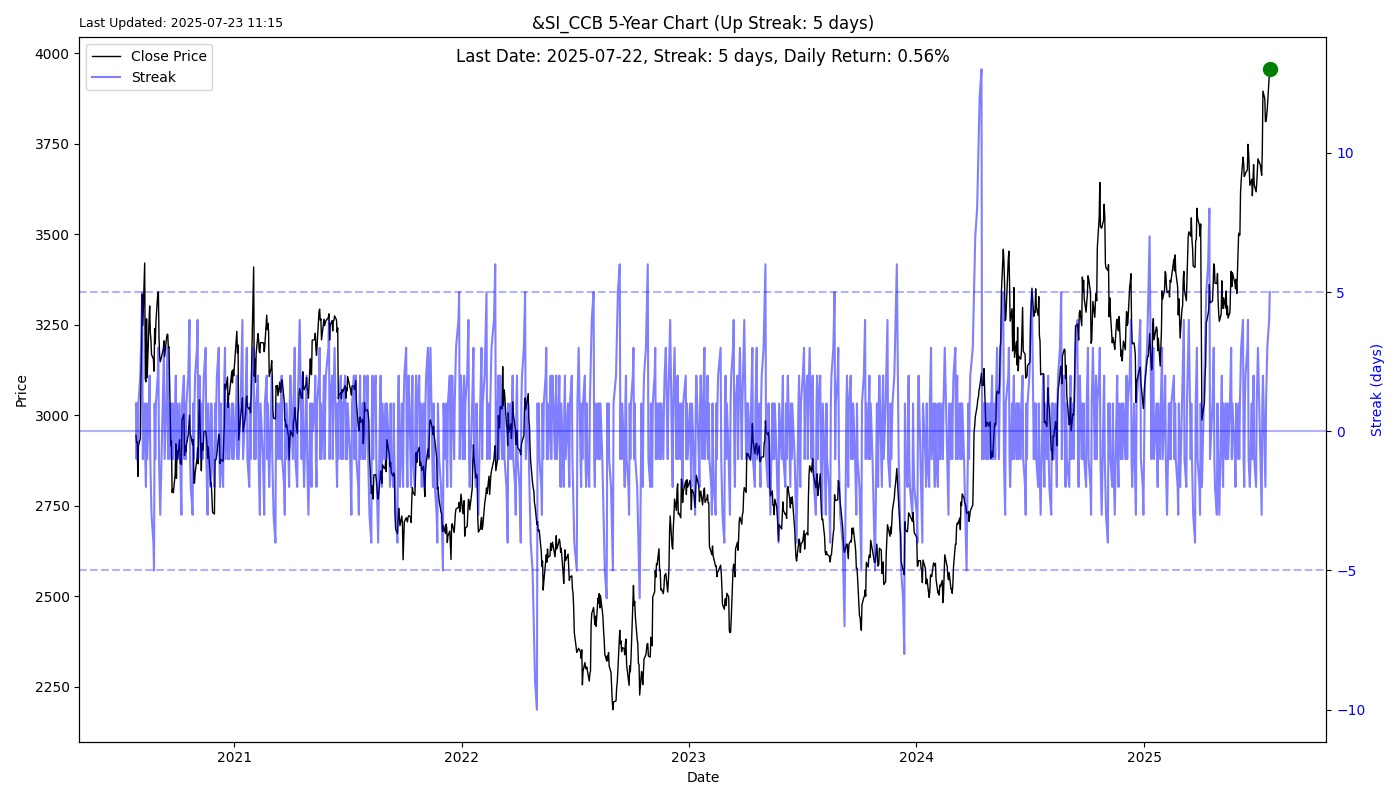 Last Updated: 2025-07-23 11:15
&SI_CCB 5-Year Chart (Up Streak: 5 days)
Last Date: 2025-07-22, Streak: 5 days, Daily Return: 0.56%
Close Price
Streak
4000
3750
3500
3250
3000
2750
2500
2250
Price
10
5
0
−5
−10
Streak (days)
2021
2022
2023
2024
2025
Date